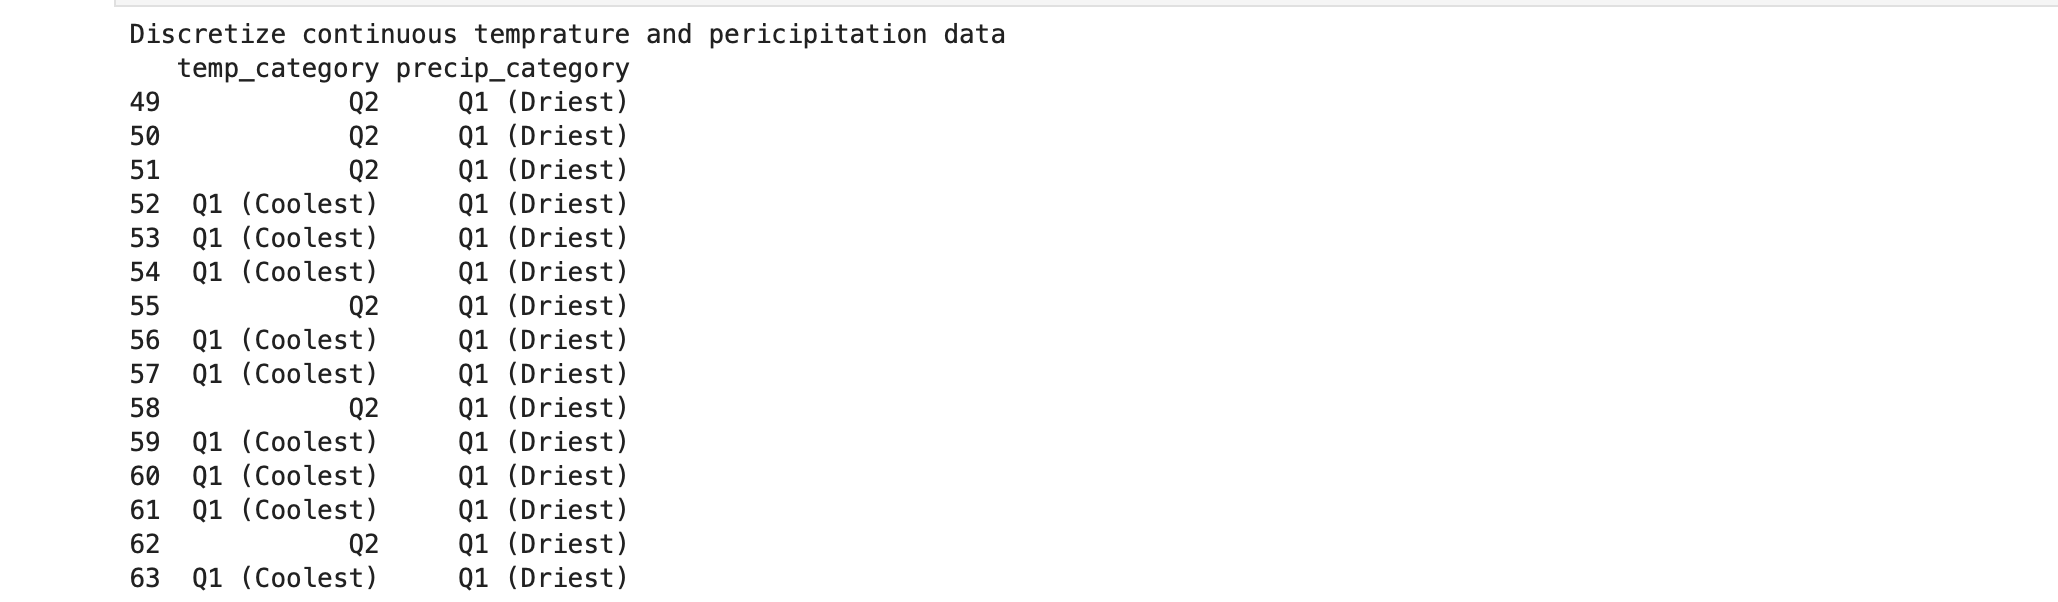 Discretize continuous temprature and pericipitation data
temp_category precip_category
49 Q2 Q1 (Driest)
50 Q2 Q1 (Driest)
51 Q2 Q1 (Driest)
52 Q1 (Coolest) Q1 (Driest)
53 Q1 (Coolest) Q1 (Driest)
54 Q1 (Coolest) Q1 (Driest)
55 Q2 Q1 (Driest)
56 Q1 (Coolest) Q1 (Driest)
57 Q1 (Coolest) Q1 (Driest)
58 Q2 Q1 (Driest)
59 Q1 (Coolest) Q1 (Driest)
60 Q1 (Coolest) Q1 (Driest)
61 Q1 (Coolest) Q1 (Driest)
62 Q2 Q1 (Driest)
63 Q1 (Coolest) Q1 (Driest)